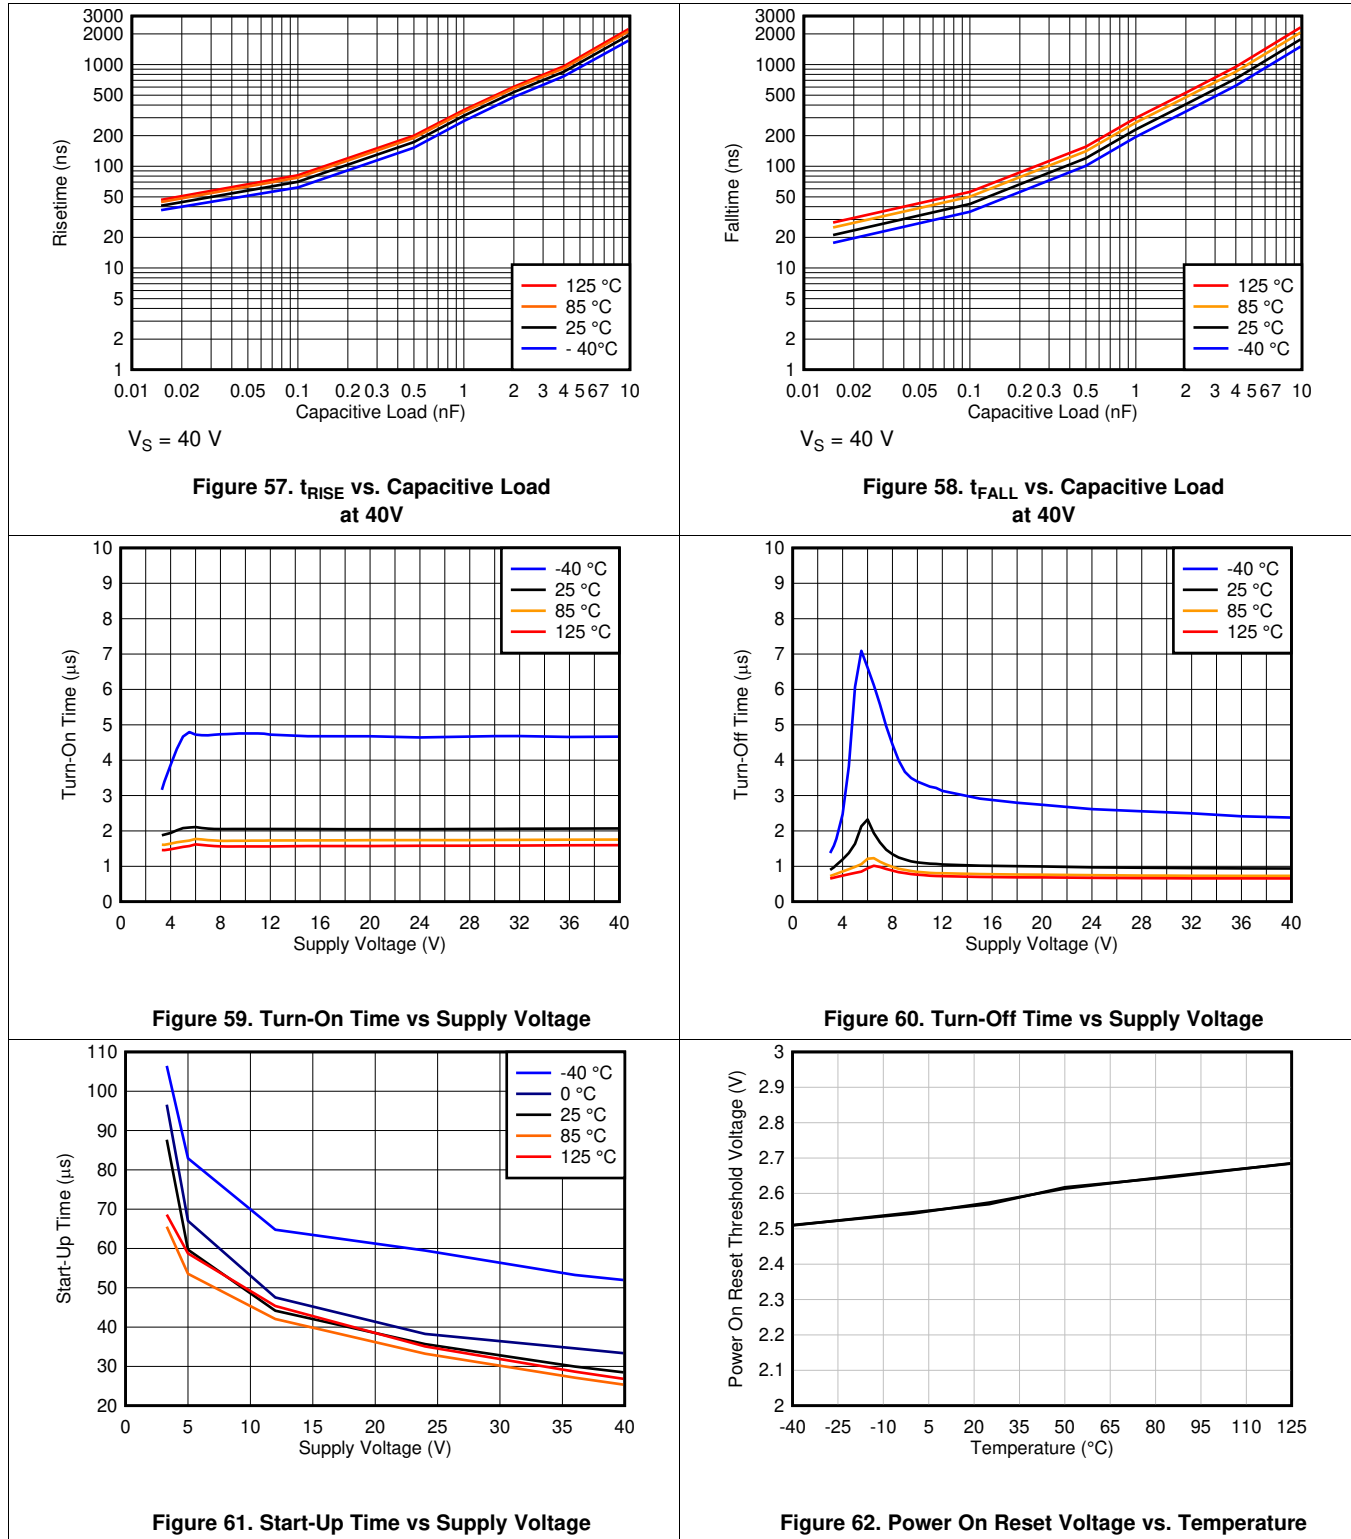 3000
2000
1000
500
200
100
50
20
10
5
2
1
Risetime (ns)
125 °C
85 °C
25 °C
- 40°C
0.01 0.02 0.05 0.1 0.2 0.3 0.5 1 2 3 4 5 6 7 10
Capacitive Load (nF)
V_S = 40 V
Figure 57. t_RISE vs. Capacitive Load
at 40V
3000
2000
1000
500
200
100
50
20
10
5
2
1
Falltime (ns)
125 °C
85 °C
25 °C
-40 °C
0.01 0.02 0.05 0.1 0.2 0.3 0.5 1 2 3 4 5 6 7 10
Capacitive Load (nF)
V_S = 40 V
Figure 58. t_FALL vs. Capacitive Load
at 40V
10
9
8
7
6
5
4
3
2
1
0
Turn-On Time (µs)
-40 °C
25 °C
85 °C
125 °C
0 4 8 12 16 20 24 28 32 36 40
Supply Voltage (V)
Figure 59. Turn-On Time vs Supply Voltage
10
9
8
7
6
5
4
3
2
1
0
Turn-Off Time (µs)
-40 °C
25 °C
85 °C
125 °C
0 4 8 12 16 20 24 28 32 36 40
Supply Voltage (V)
Figure 60. Turn-Off Time vs Supply Voltage
110
100
90
80
70
60
50
40
30
20
Start-Up Time (µs)
-40 °C
0 °C
25 °C
85 °C
125 °C
0 5 10 15 20 25 30 35 40
Supply Voltage (V)
Figure 61. Start-Up Time vs Supply Voltage
3
2.9
2.8
2.7
2.6
2.5
2.4
2.3
2.2
2.1
2
Power On Reset Threshold Voltage (V)
-40 -25 -10 5 20 35 50 65 80 95 110 125
Temperature (°C)
Figure 62. Power On Reset Voltage vs. Temperature